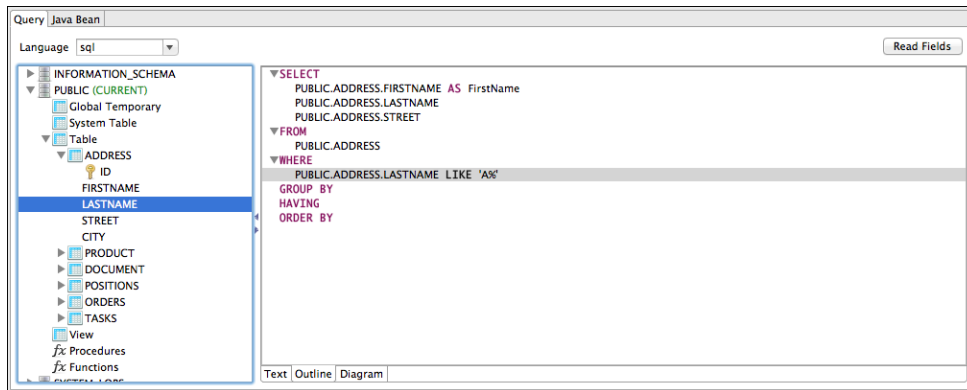 Query Java Bean
Language sql Read Fields
INFORMATION_SCHEMA
PUBLIC (CURRENT)
Global Temporary
System Table
Table
ADDRESS
ID
FIRSTNAME
LASTNAME
STREET
CITY
PRODUCT
DOCUMENT
POSITIONS
ORDERS
TASKS
View
fx Procedures
fx Functions
SELECT
PUBLIC.ADDRESS.FIRSTNAME AS FirstName
PUBLIC.ADDRESS.LASTNAME
PUBLIC.ADDRESS.STREET
FROM
PUBLIC.ADDRESS
WHERE
PUBLIC.ADDRESS.LASTNAME LIKE 'A%'
GROUP BY
HAVING
ORDER BY
Text Outline Diagram